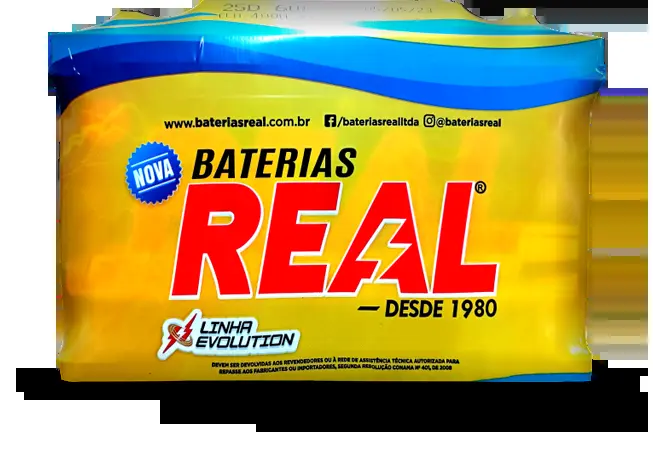 www.bateriasreal.com.br /bateriasrealltda @bateriasreal
NOVA
BATERIAS
REAL®
— DESDE 1980
LINHA
EVOLUTION
DEVEM SER DEVOLVIDAS AOS REVENDEDORES OU À REDE DE ASSISTÊNCIA TÉCNICA AUTORIZADA PARA
REPASSE AOS FABRICANTES OU IMPORTADORES, SEGUNDA RESOLUÇÃO CONAMA Nº 401, DE 2008